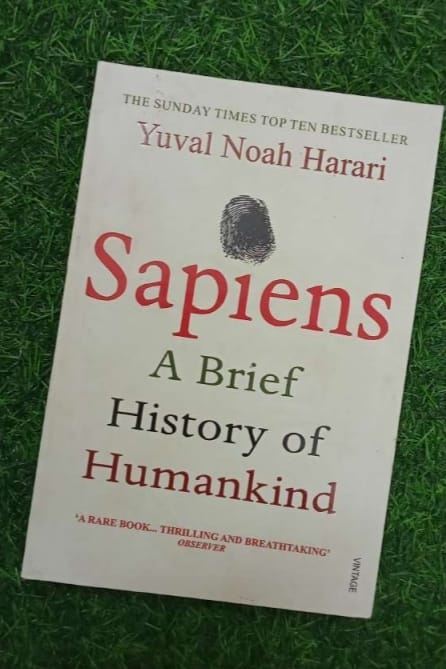 THE SUNDAY TIMES TOP TEN BESTSELLER
Yuval Noah Harari
Sapiens
A Brief
History of
Humankind
'A RARE BOOK... THRILLING AND BREATHTAKING'
OBSERVER
VINTAGE